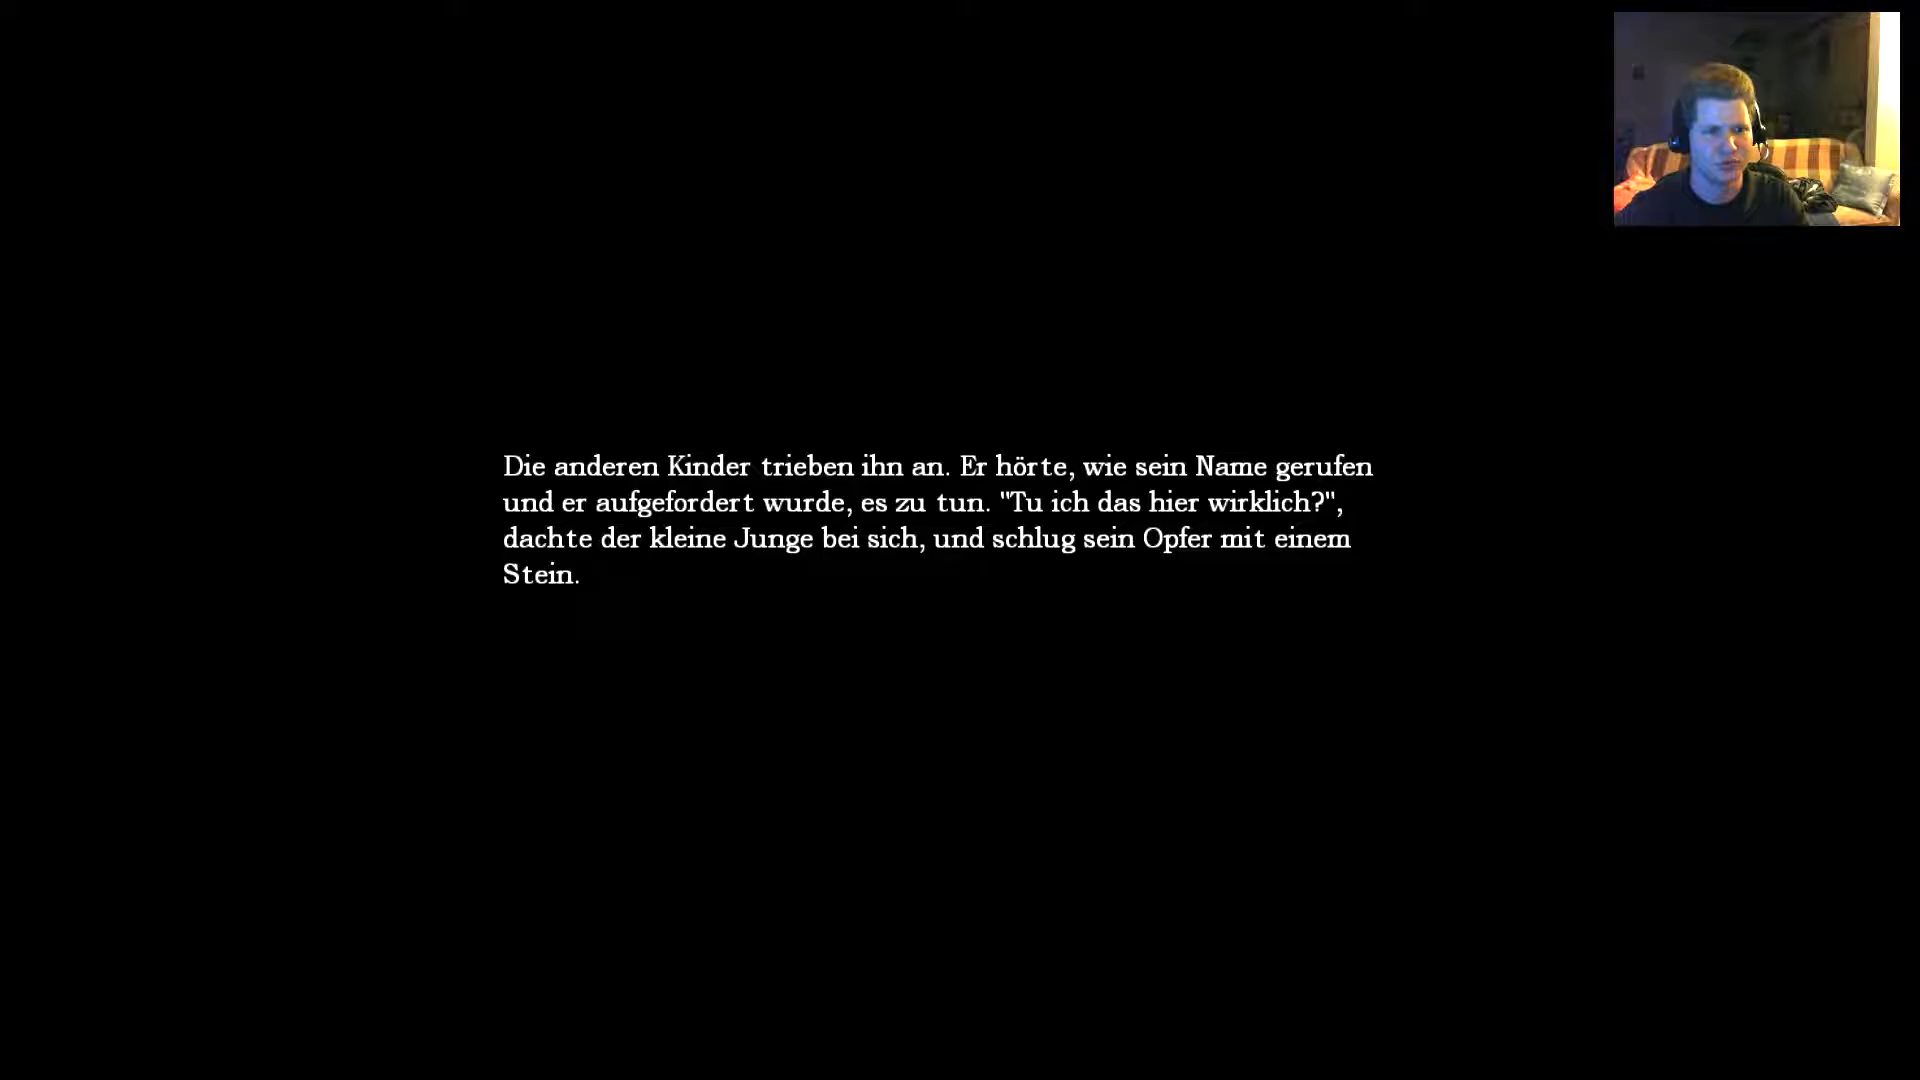 Die anderen Kinder trieben ihn an. Er hörte, wie sein Name gerufen
und er aufgefordert wurde, es zu tun. "Tu ich das hier wirklich?",
dachte der kleine Junge bei sich, und schlug sein Opfer mit einem
Stein.